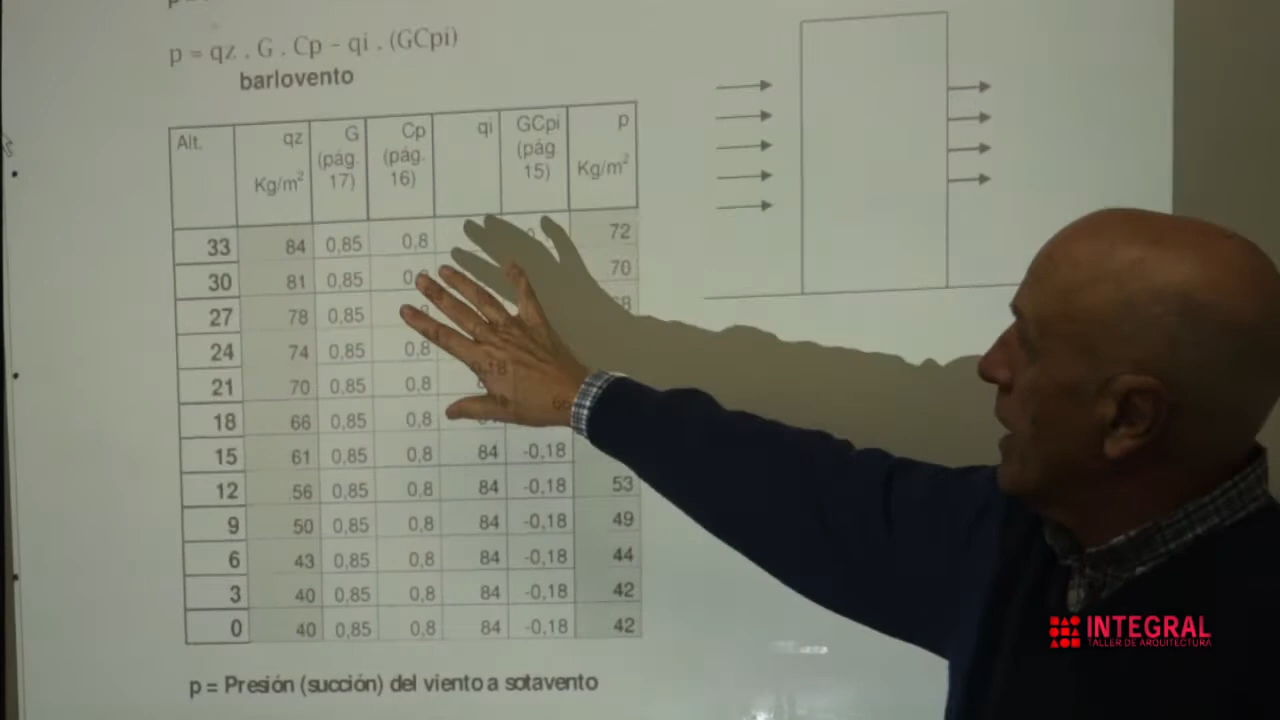 p = qz . G . Cp – qi . (GCpi)
barlovento
Alt. qz Kg/m² G (pág. 17) Cp (pág. 16) qi GCpi (pág 15) p Kg/m²
33 84 0,85 0,8 72
30 81 0,85 70
27 78 0,85
24 74 0,85 0,8
21 70 0,85 0,8
18 66 0,85 0,8
15 61 0,85 0,8 84 -0,18
12 56 0,85 0,8 84 -0,18 53
9 50 0,85 0,8 84 -0,18 49
6 43 0,85 0,8 84 -0,18 44
3 40 0,85 0,8 84 -0,18 42
0 40 0,85 0,8 84 -0,18 42
p = Presión (succión) del viento a sotavento
INTEGRAL
TALLER DE ARQUITECTURA